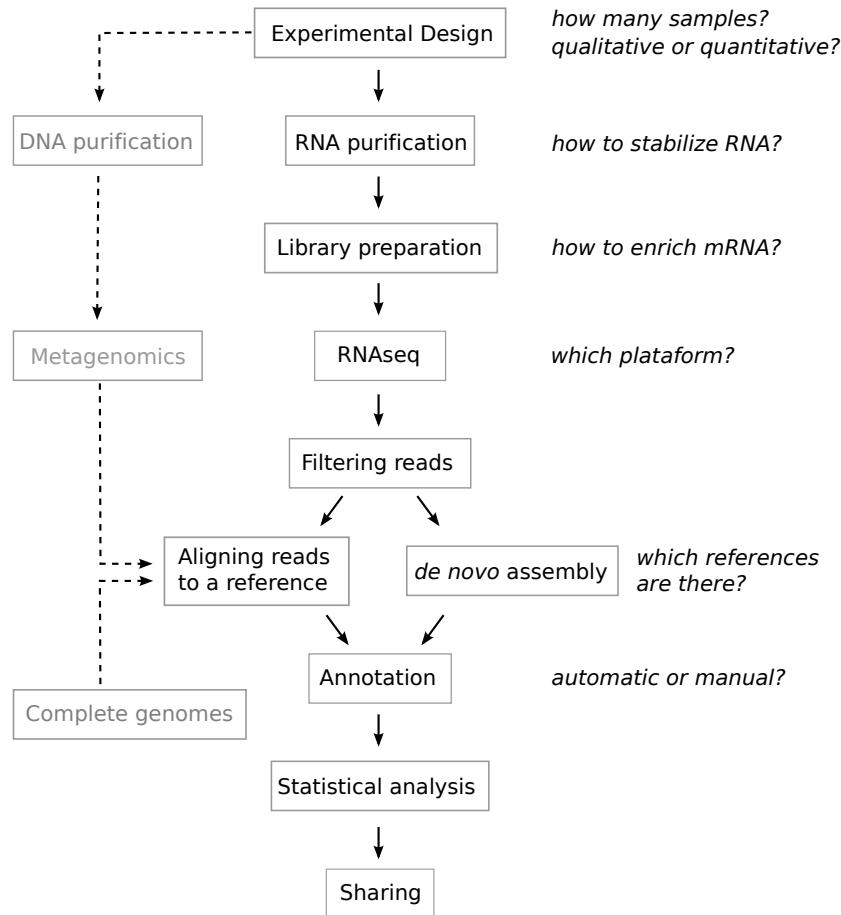 Experimental Design
how many samples?
qualitative or quantitative?
DNA purification
RNA purification
how to stabilize RNA?
Library preparation
how to enrich mRNA?
Metagenomics
RNAseq
which plataform?
Filtering reads
Aligning reads
to a reference
de novo assembly
which references
are there?
Annotation
automatic or manual?
Complete genomes
Statistical analysis
Sharing